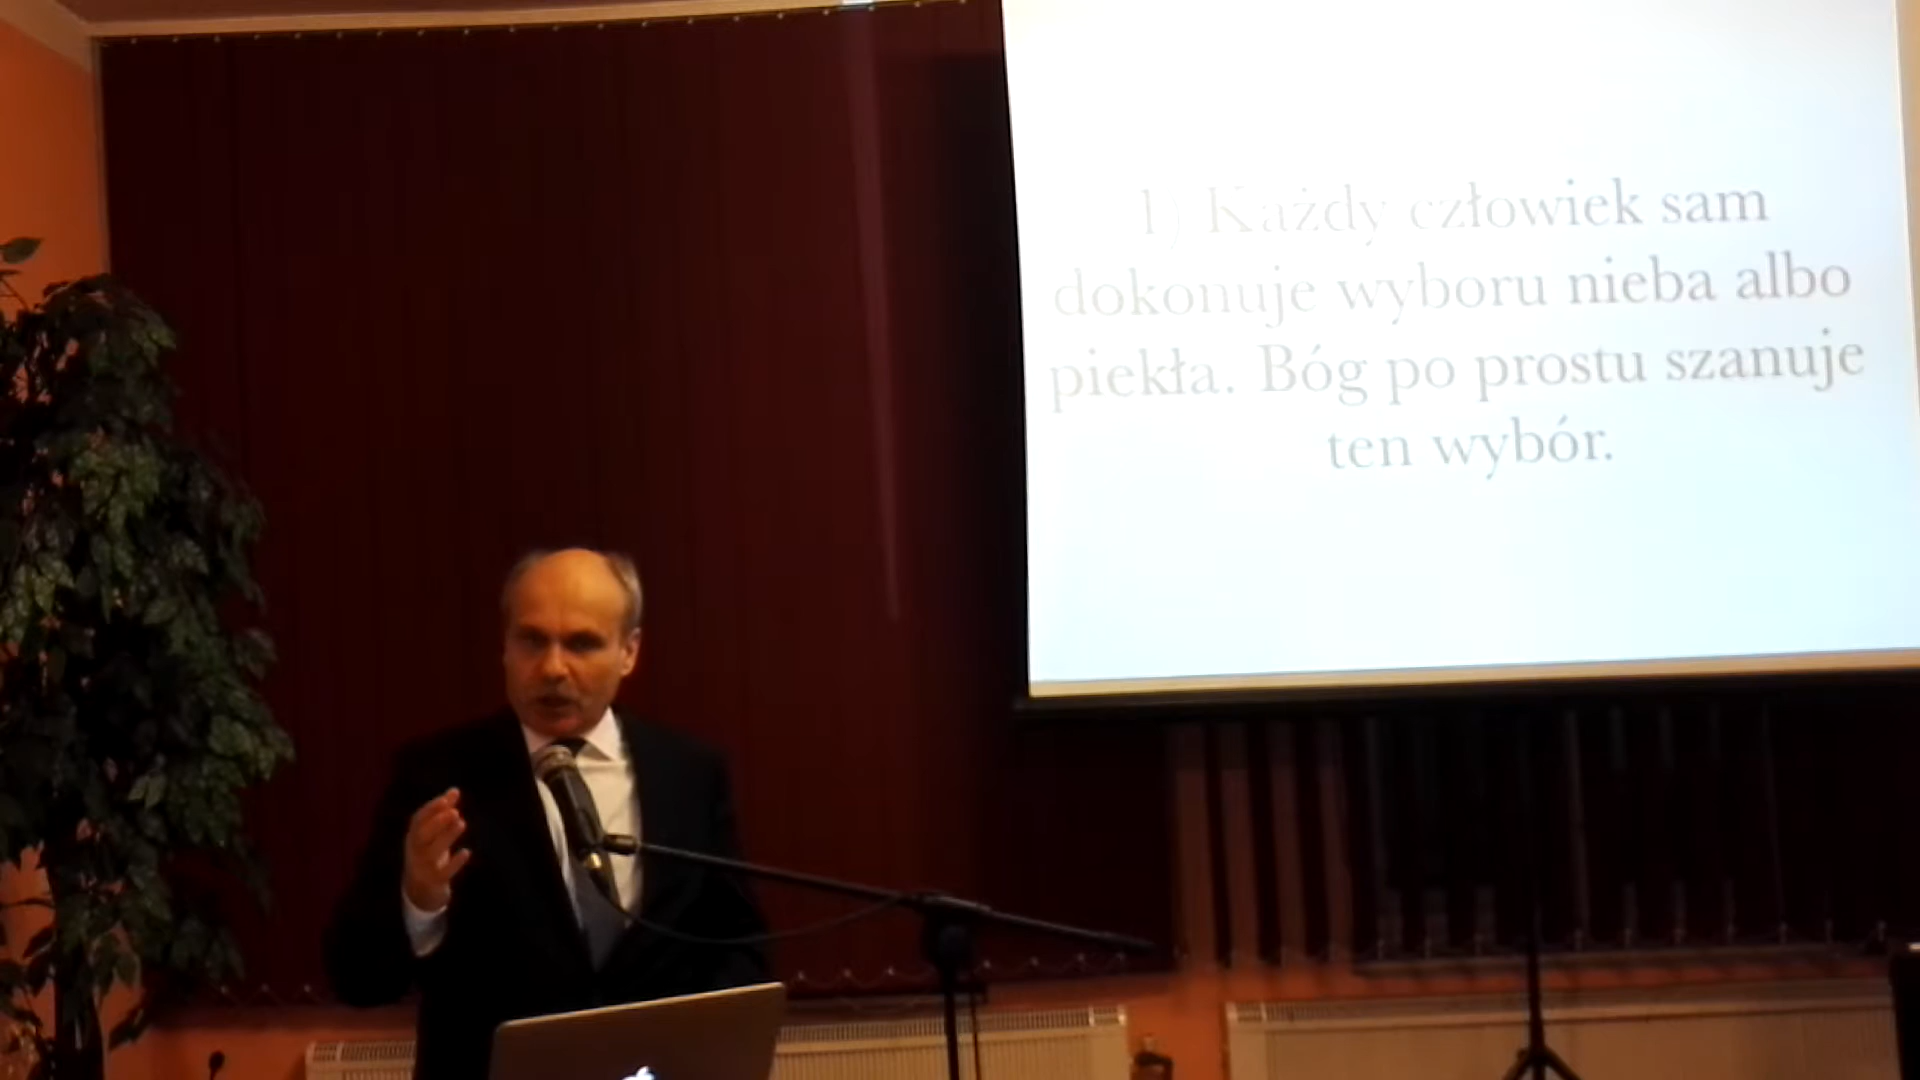 1) Każdy człowiek sam
dokonuje wyboru nieba albo
piekła. Bóg po prostu szanuje
ten wybór.